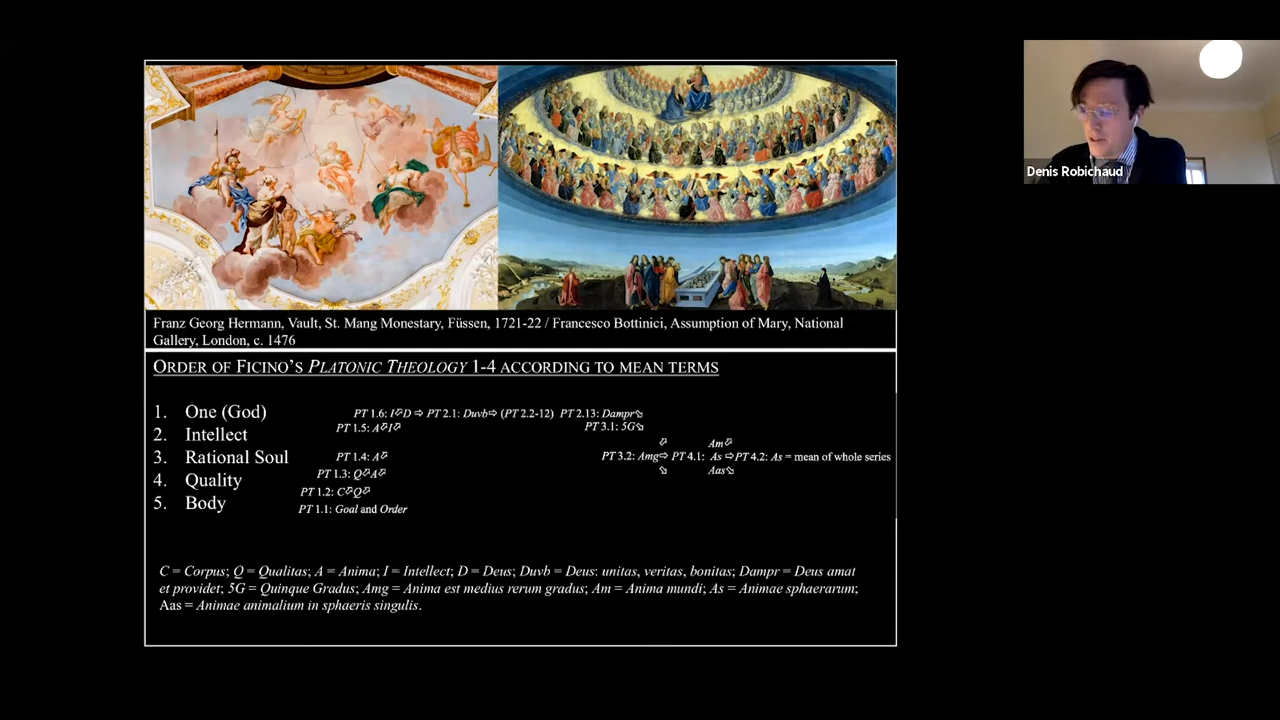 Denis Robichaud
Franz Georg Hermann, Vault, St. Mang Monestary, Füssen, 1721-22 / Francesco Bottinici, Assumption of Mary, National
Gallery, London, c. 1476
ORDER OF FICINO'S PLATONIC THEOLOGY 1-4 ACCORDING TO MEAN TERMS
1. One (God)
2. Intellect
3. Rational Soul
4. Quality
5. Body
PT 1.6: I⬀D ⇨ PT 2.1: Duvb⇨ (PT 2.2-12) PT 2.13: Dampr⬂
PT 1.5: A⬀I⬀ PT 3.1: 5G⬂
⬀ Am⬀
PT 1.4: A⬀ PT 3.2: Amg⇨ PT 4.1: As ⇨PT 4.2: As = mean of whole series
PT 1.3: Q⬀A⬀ ⬂ Aas⬂
PT 1.2: C⬀Q⬀
PT 1.1: Goal and Order
C = Corpus; Q = Qualitas; A = Anima; I = Intellect; D = Deus; Duvb = Deus: unitas, veritas, bonitas; Dampr = Deus amat
et providet; 5G = Quinque Gradus; Amg = Anima est medius rerum gradus; Am = Anima mundi; As = Animae sphaerarum;
Aas = Animae animalium in sphaeris singulis.